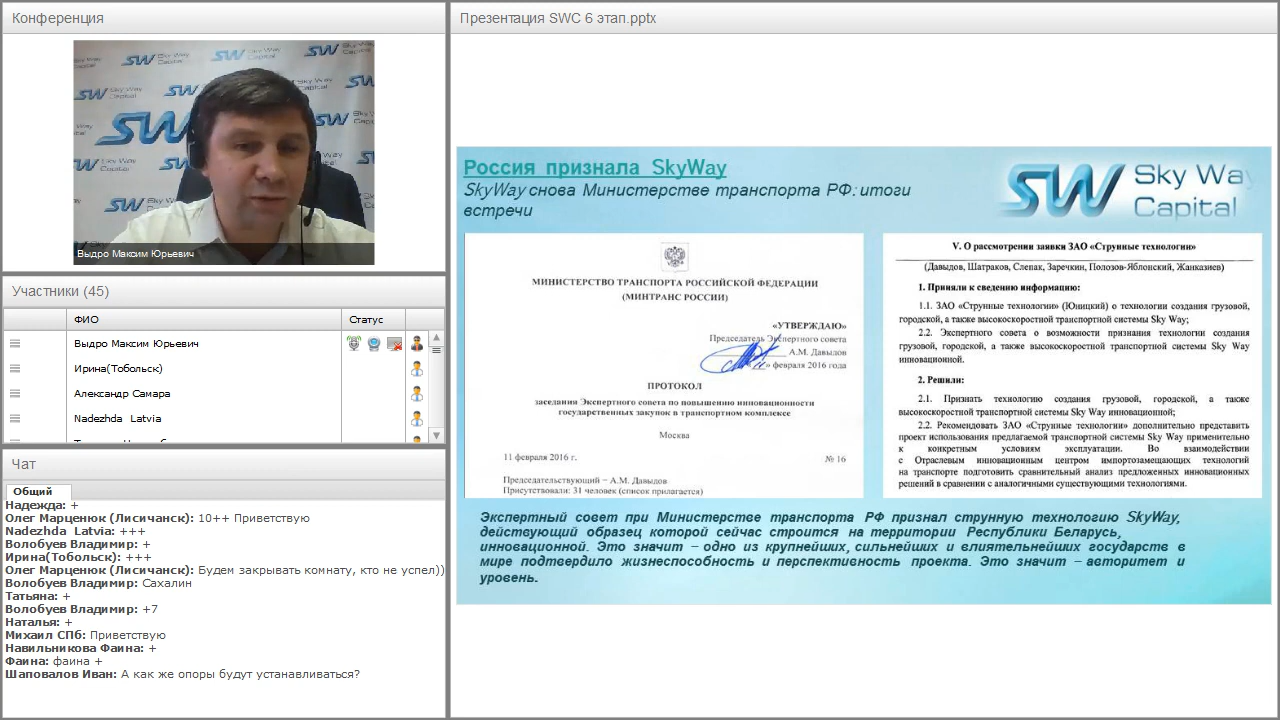 Конференция
Sky Way
Capital
SW
Sky Way
Capital
Выдро Максим Юрьевич
Участники (45)
ФИО
Статус
Выдро Максим Юрьевич
Ирина(Тобольск)
Александр Самара
Nadezhda Latvia
Чат
Общий
Надежда: +
Олег Марценюк (Лисичанск): 10++ Приветствую
Nadezhda Latvia: +++
Волобуев Владимир: +
Ирина(Тобольск): +++
Олег Марценюк (Лисичанск): Будем закрывать комнату, кто не успел))
Волобуев Владимир: Сахалин
Татьяна: +
Волобуев Владимир: +7
Наталья: +
Михаил СПб: Приветствую
Навильникова Фаина: +
Фаина: фаина +
Шаповалов Иван: А как же опоры будут устанавливаться?
Презентация SWC 6 этап.pptx
Россия признала SkyWay
SkyWay снова Министерстве транспорта РФ: итоги
встречи
SW Sky Way
Capital
МИНИСТЕРСТВО ТРАНСПОРТА РОССИЙСКОЙ ФЕДЕРАЦИИ
(МИНТРАНС РОССИИ)
«УТВЕРЖДАЮ»
Председатель Экспертного совета
А.М. Давыдов
» февраля 2016 года
ПРОТОКОЛ
заседания Экспертного совета по повышению инновационности
государственных закупок в транспортном комплексе
Москва
11 февраля 2016 г.
№ 16
Председательствующий – А.М. Давыдов
Присутствовали: 31 человек (список прилагается)
V. О рассмотрении заявки ЗАО «Струнные технологии»
(Давыдов, Шатраков, Слепак, Заречкин, Полозов-Яблонский, Жанказиев)
1. Приняли к сведению информацию:
1.1. ЗАО «Струнные технологии» (Юницкий) о технологии создания грузовой,
городской, а также высокоскоростной транспортной системы Sky Way;
2.2. Экспертного совета о возможности признания технологии создания
грузовой, городской, а также высокоскоростной транспортной системы Sky Way
инновационной.
2. Решили:
2.1. Признать технологию создания грузовой, городской, а также
высокоскоростной транспортной системы Sky Way инновационной;
2.2. Рекомендовать ЗАО «Струнные технологии» дополнительно представить
проект использования предлагаемой транспортной системы Sky Way применительно
к конкретным условиям эксплуатации. Во взаимодействии
с Отраслевым инновационным центром импортозамещающих технологий
на транспорте подготовить сравнительный анализ предложенных инновационных
решений в сравнении с аналогичными существующими технологиями.
Экспертный совет при Министерстве транспорта РФ признал струнную технологию SkyWay,
действующий образец которой сейчас строится на территории Республики Беларусь,
инновационной. Это значит – одно из крупнейших, сильнейших и влиятельнейших государств в
мире подтвердило жизнеспособность и перспективность проекта. Это значит – авторитет и
уровень.